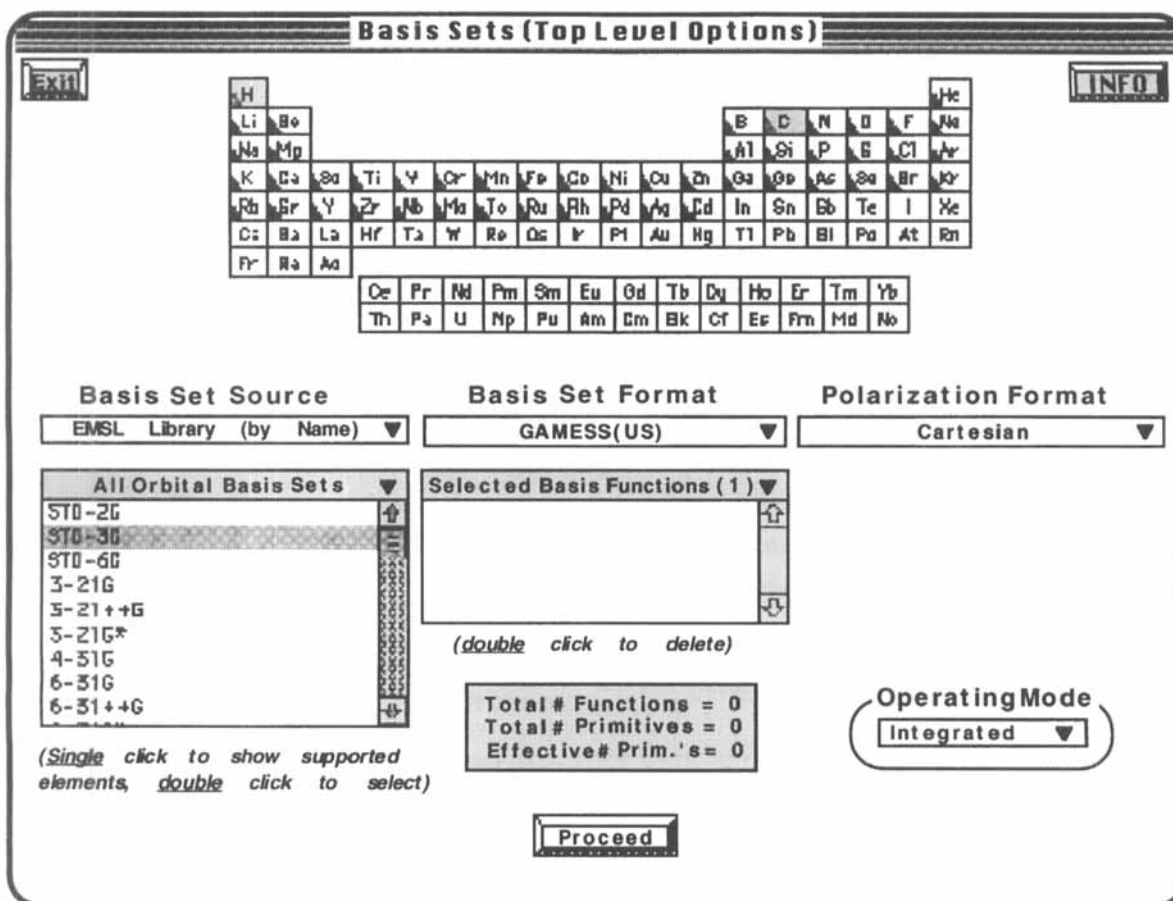 Basis Sets (Top Level Options)
Exit
INFO
H He
Li Be B C N O F Ne
Na Mg Al Si P S Cl Ar
K Ca Sc Ti V Cr Mn Fe Co Ni Cu Zn Ga Ge As Se Br Kr
Rb Sr Y Zr Nb Mo Tc Ru Rh Pd Ag Cd In Sn Sb Te I Xe
Cs Ba La Hf Ta W Re Os Ir Pt Au Hg Tl Pb Bi Po At Rn
Fr Ra Ac
Ce Pr Nd Pm Sm Eu Gd Tb Dy Ho Er Tm Yb
Th Pa U Np Pu Am Cm Bk Cf Es Fm Md No
Basis Set Source
Basis Set Format
Polarization Format
EMSL Library (by Name)
GAMESS(US)
Cartesian
All Orbital Basis Sets
Selected Basis Functions (1)
STO-2G
STO-3G
STO-6G
3-21G
3-21++G
3-21G*
4-31G
6-31G
6-31++G
(double click to delete)
Total # Functions = 0
Total # Primitives = 0
Effective# Prim.'s= 0
Operating Mode
Integrated
(Single click to show supported
elements, double click to select)
Proceed